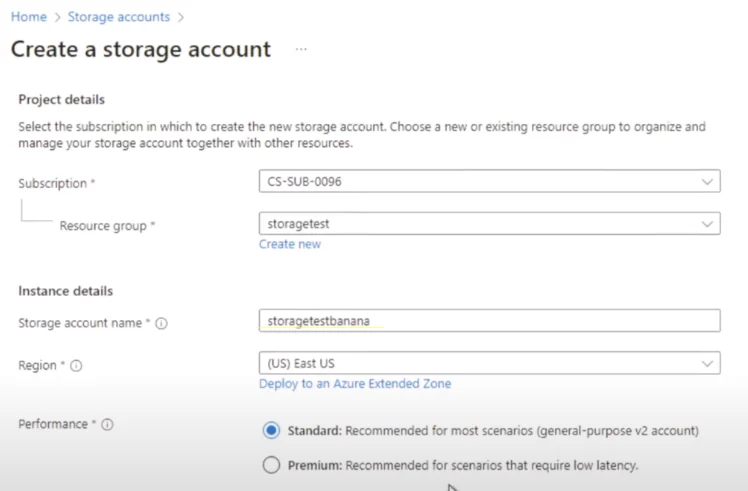 Home > Storage accounts >
Create a storage account ...
Project details
Select the subscription in which to create the new storage account. Choose a new or existing resource group to organize and
manage your storage account together with other resources.
Subscription *
CS-SUB-0096
Resource group *
storagetest
Create new
Instance details
Storage account name *
storagetestbanana
Region *
(US) East US
Deploy to an Azure Extended Zone
Performance *
Standard: Recommended for most scenarios (general-purpose v2 account)
Premium: Recommended for scenarios that require low latency.